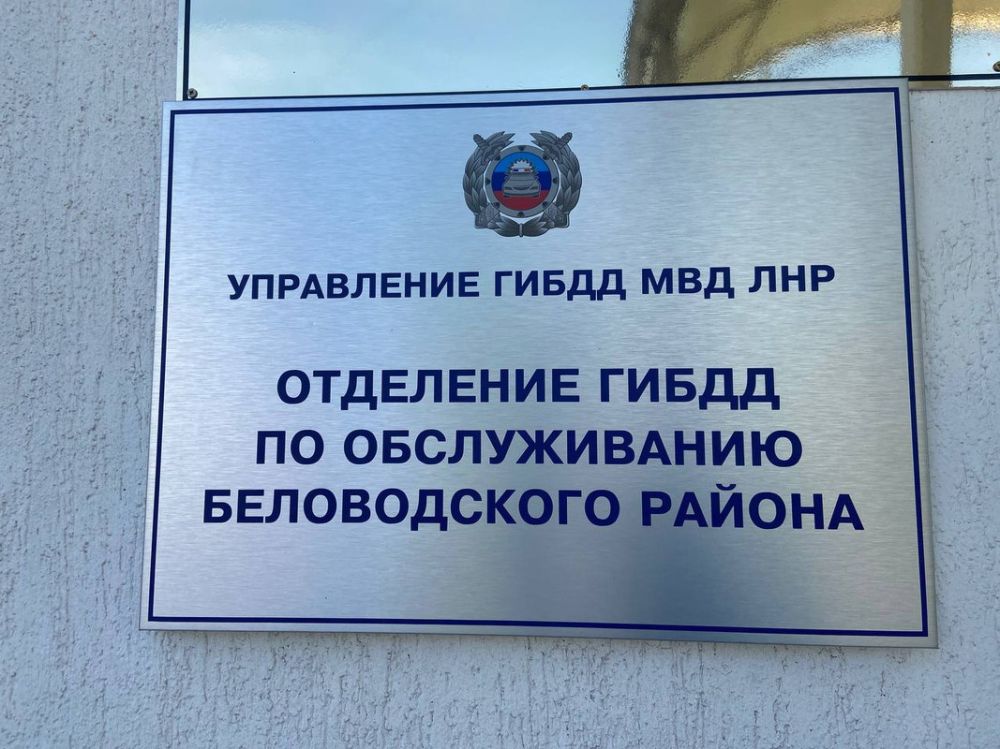 УПРАВЛЕНИЕ ГИБДД МВД ЛНР
ОТДЕЛЕНИЕ ГИБДД
ПО ОБСЛУЖИВАНИЮ
БЕЛОВОДСКОГО РАЙОНА